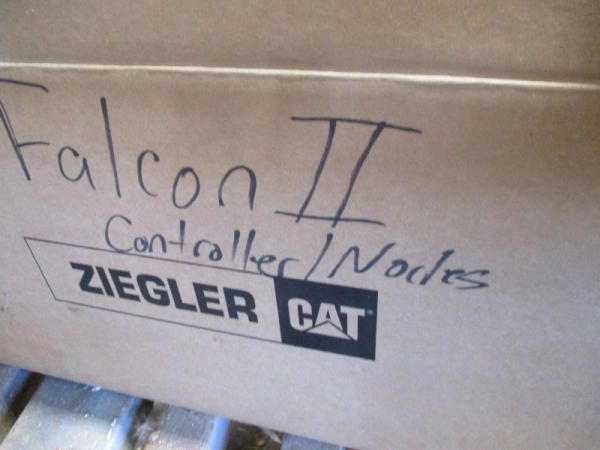 Falcon II
Controller/Nodes
ZIEGLER CAT